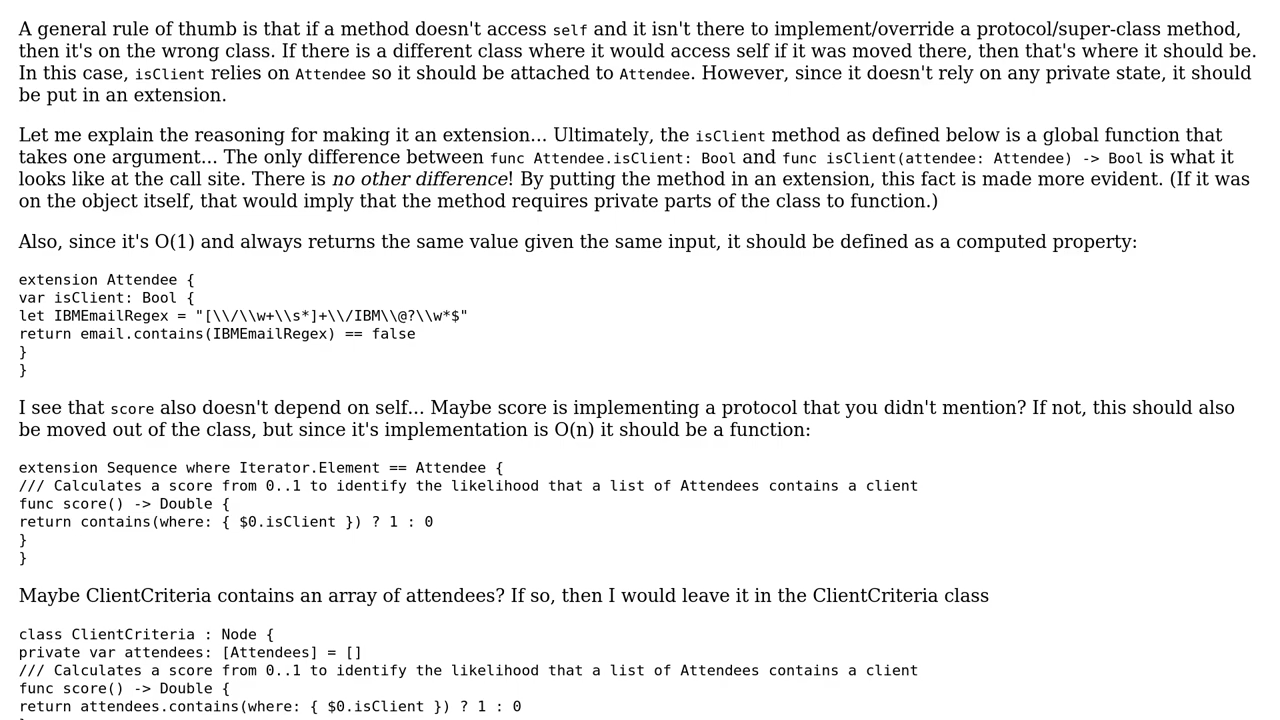 A general rule of thumb is that if a method doesn't access self and it isn't there to implement/override a protocol/super-class method,
then it's on the wrong class. If there is a different class where it would access self if it was moved there, then that's where it should be.
In this case, isClient relies on Attendee so it should be attached to Attendee. However, since it doesn't rely on any private state, it should
be put in an extension.
Let me explain the reasoning for making it an extension... Ultimately, the isClient method as defined below is a global function that
takes one argument... The only difference between func Attendee.isClient: Bool and func isClient(attendee: Attendee) -> Bool is what it
looks like at the call site. There is no other difference! By putting the method in an extension, this fact is made more evident. (If it was
on the object itself, that would imply that the method requires private parts of the class to function.)
Also, since it's O(1) and always returns the same value given the same input, it should be defined as a computed property:
extension Attendee {
var isClient: Bool {
let IBMEmailRegex = "[\\/\\w+\\s*]+\\/IBM\\@?\\w*$"
return email.contains(IBMEmailRegex) == false
}
}
I see that score also doesn't depend on self... Maybe score is implementing a protocol that you didn't mention? If not, this should also
be moved out of the class, but since it's implementation is O(n) it should be a function:
extension Sequence where Iterator.Element == Attendee {
/// Calculates a score from 0..1 to identify the likelihood that a list of Attendees contains a client
func score() -> Double {
return contains(where: { $0.isClient }) ? 1 : 0
}
}
Maybe ClientCriteria contains an array of attendees? If so, then I would leave it in the ClientCriteria class
class ClientCriteria : Node {
private var attendees: [Attendees] = []
/// Calculates a score from 0..1 to identify the likelihood that a list of Attendees contains a client
func score() -> Double {
return attendees.contains(where: { $0.isClient }) ? 1 : 0
}